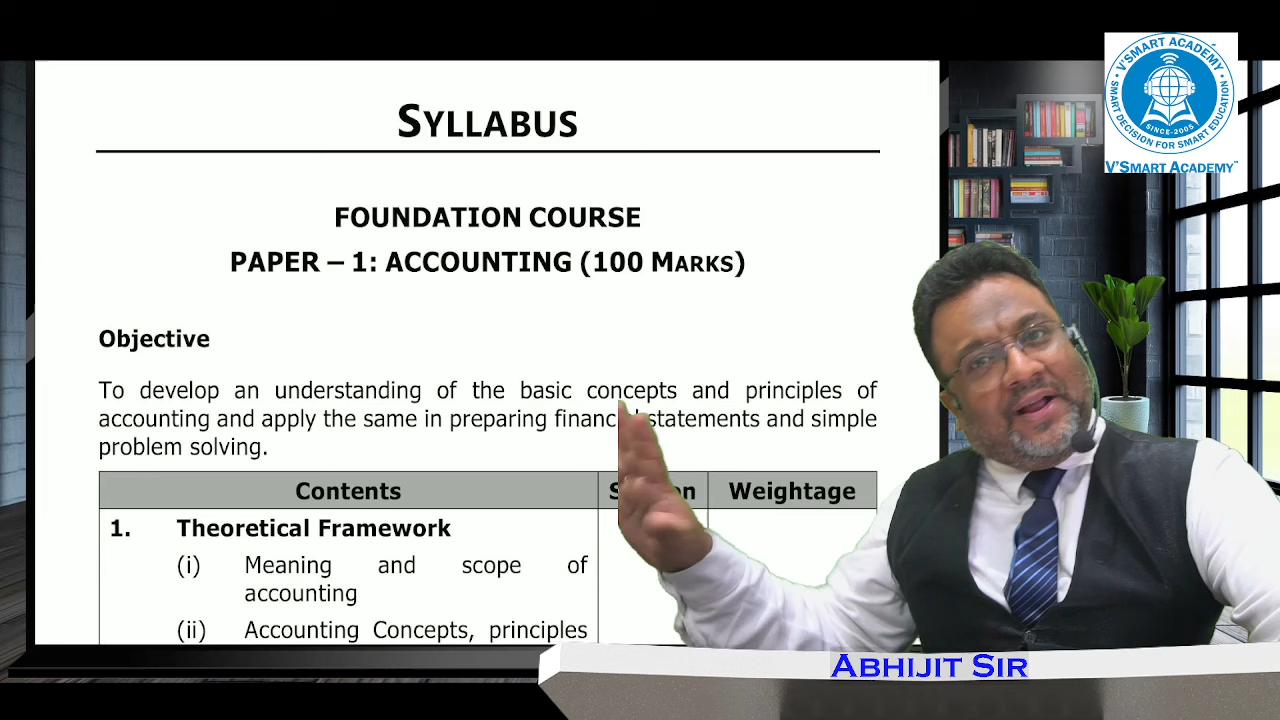 SYLLABUS
FOUNDATION COURSE
PAPER – 1: ACCOUNTING (100 MARKS)
Objective
To develop an understanding of the basic concepts and principles of
accounting and apply the same in preparing statements and simple
problem solving.
Contents Weightage
1. Theoretical Framework
(i) Meaning and scope of
accounting
(ii) Accounting Concepts, principles
V'SMART ACADEMY
SMART DECISION FOR SMART EDUCATION
SINCE-2005
V'SMART ACADEMY™
ABHIJIT SIR